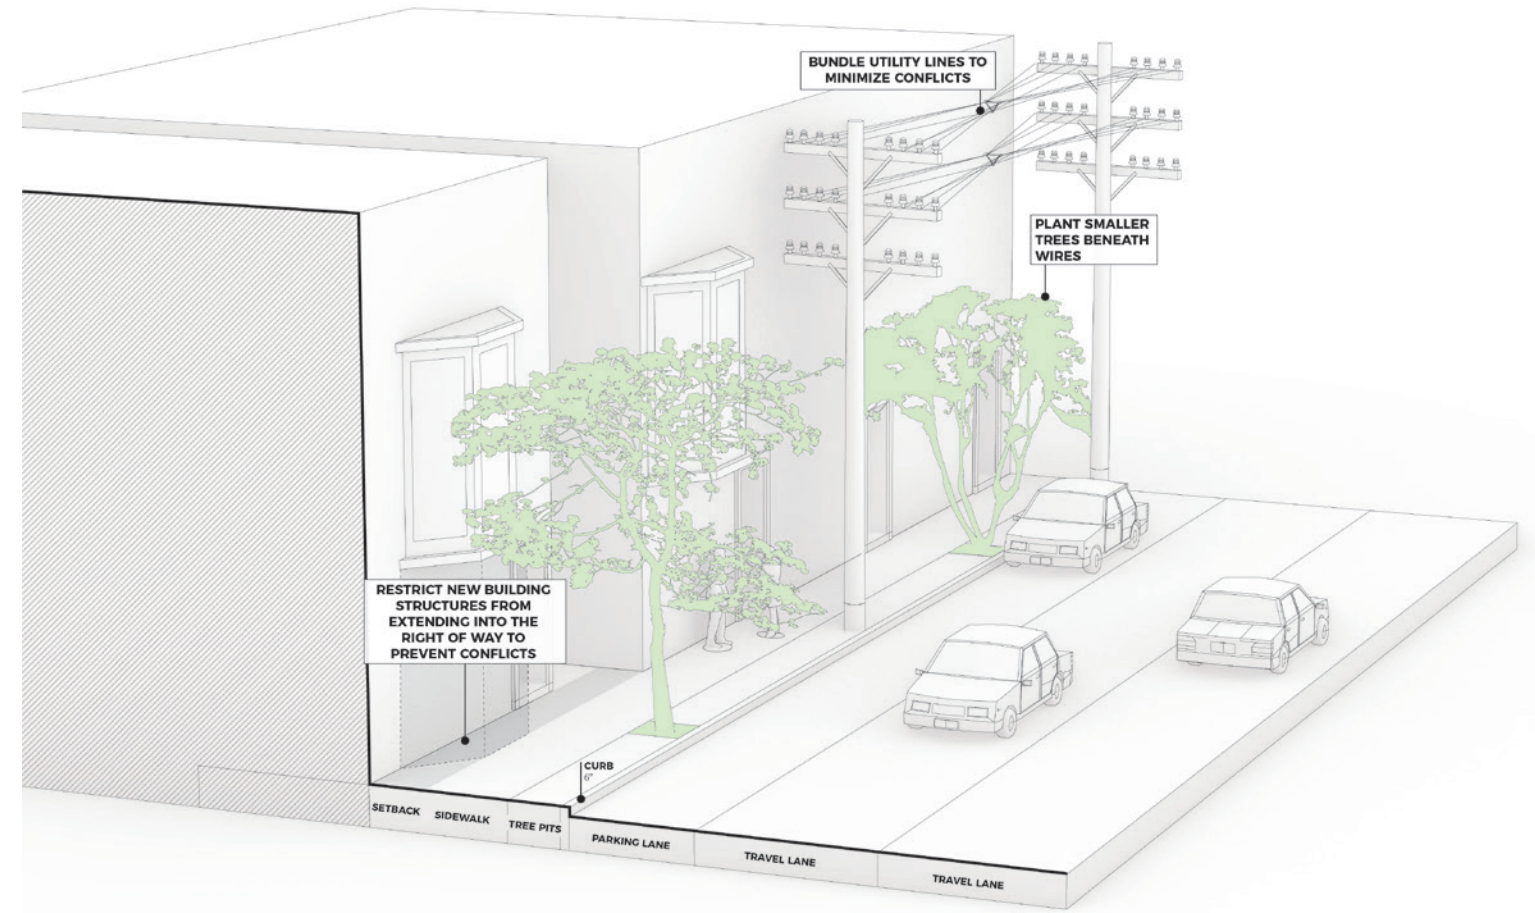 BUNDLE UTILITY LINES TO
MINIMIZE CONFLICTS
PLANT SMALLER
TREES BENEATH
WIRES
RESTRICT NEW BUILDING
STRUCTURES FROM
EXTENDING INTO THE
RIGHT OF WAY TO
PREVENT CONFLICTS
CURB
6"
SETBACK SIDEWALK TREE PITS PARKING LANE TRAVEL LANE TRAVEL LANE